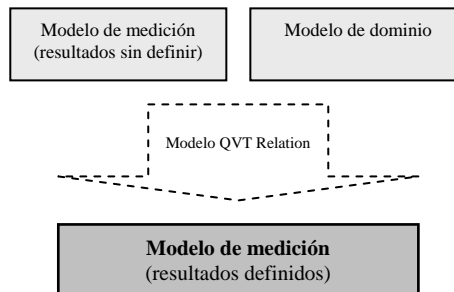 Modelo de medición
(resultados sin definir)
Modelo de dominio
Modelo QVT Relation
Modelo de medición
(resultados definidos)